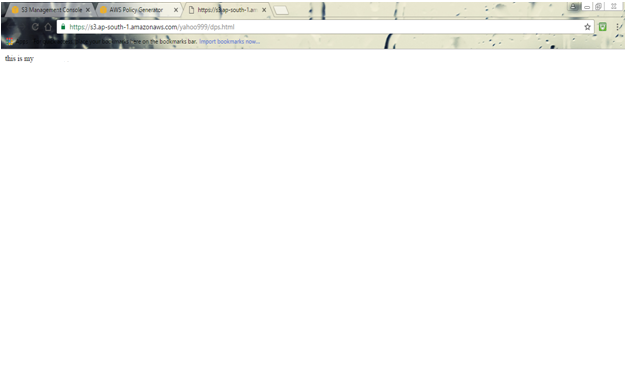 S3 Management Console
AWS Policy Generator
https://s3.ap-south-1.am
https://s3.ap-south-1.amazonaws.com/yahoo999/dps.html
on the bookmarks bar. Import bookmarks now...
this is my